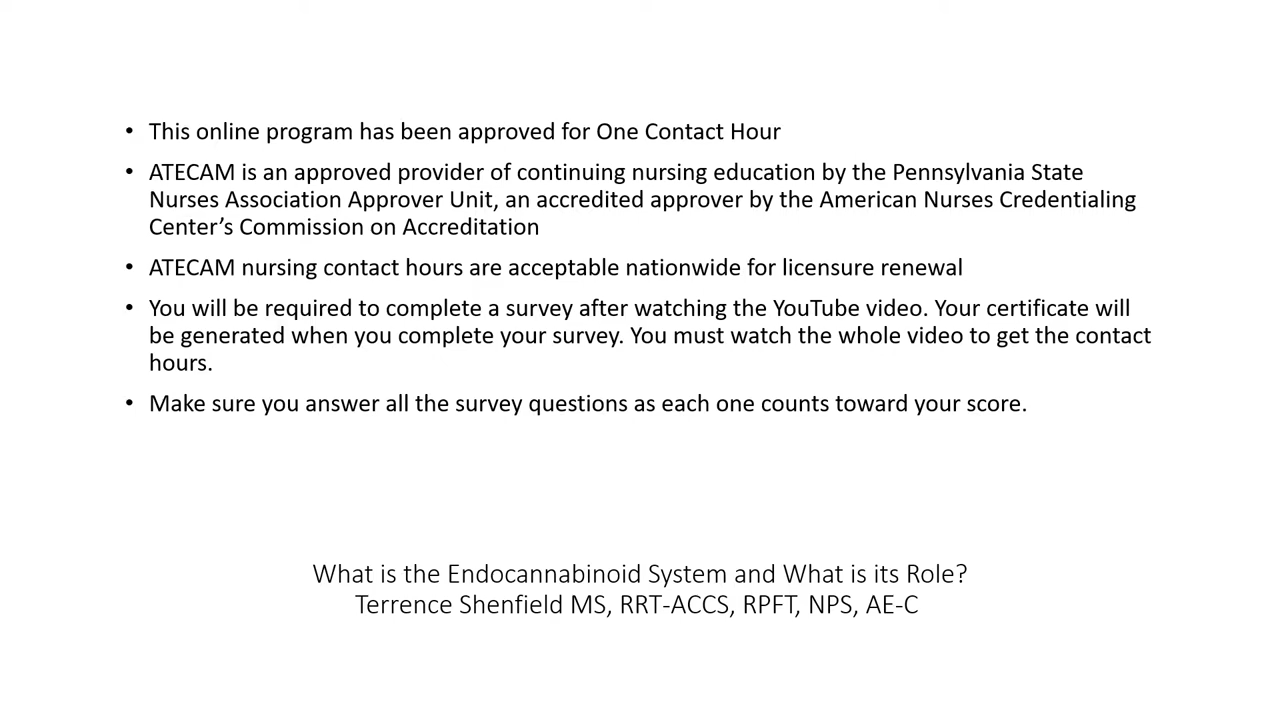 • This online program has been approved for One Contact Hour
• ATECAM is an approved provider of continuing nursing education by the Pennsylvania State
Nurses Association Approver Unit, an accredited approver by the American Nurses Credentialing
Center’s Commission on Accreditation
• ATECAM nursing contact hours are acceptable nationwide for licensure renewal
• You will be required to complete a survey after watching the YouTube video. Your certificate will
be generated when you complete your survey. You must watch the whole video to get the contact
hours.
• Make sure you answer all the survey questions as each one counts toward your score.
What is the Endocannabinoid System and What is its Role?
Terrence Shenfield MS, RRT-ACCS, RPFT, NPS, AE-C